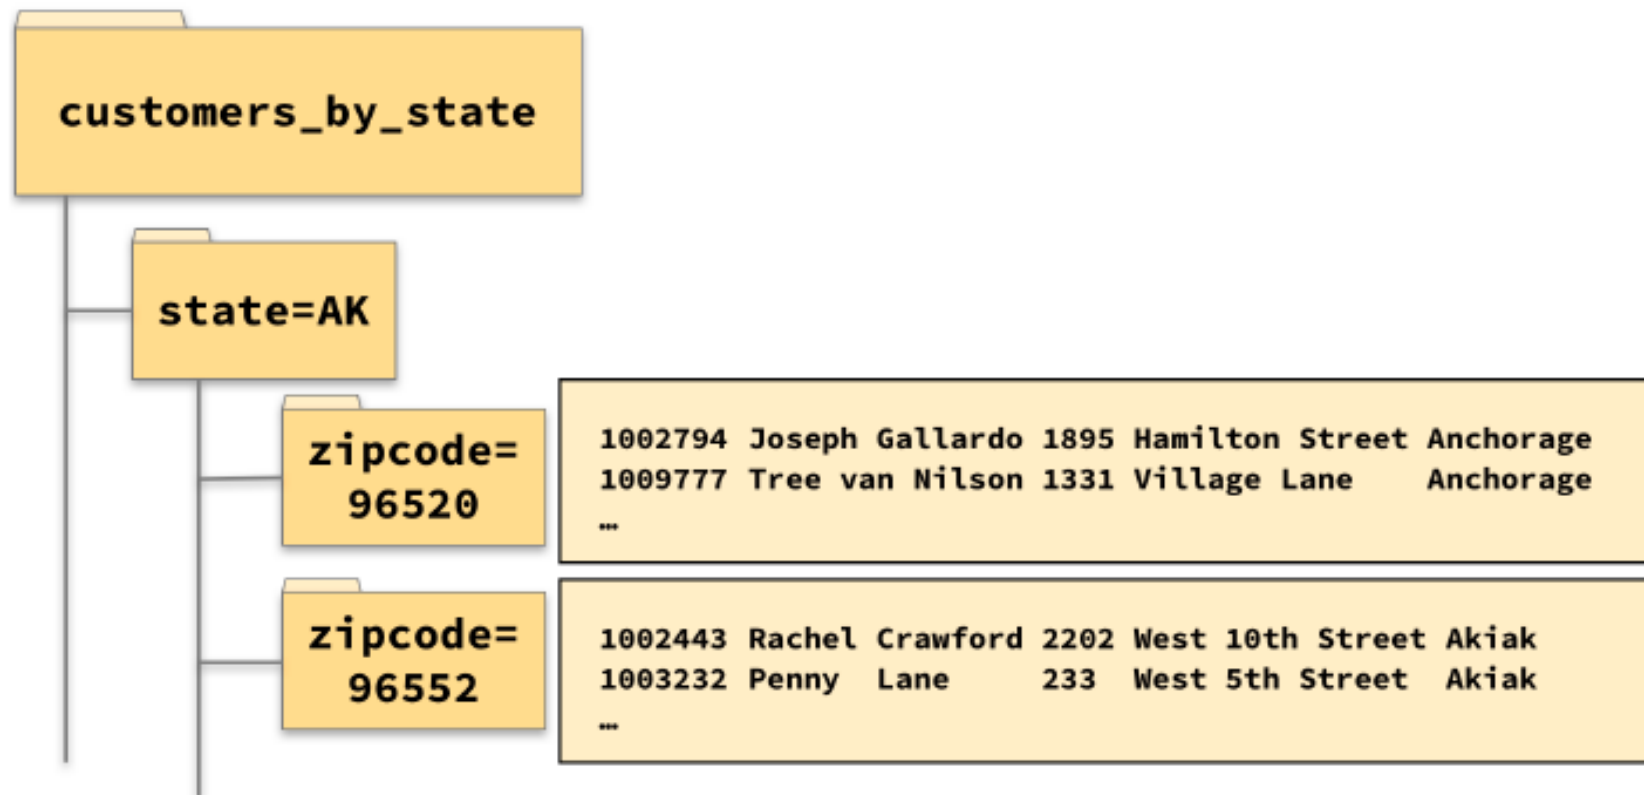 customers_by_state
state=AK
zipcode=
96520
1002794 Joseph Gallardo 1895 Hamilton Street Anchorage
1009777 Tree van Nilson 1331 Village Lane Anchorage
…
zipcode=
96552
1002443 Rachel Crawford 2202 West 10th Street Akiak
1003232 Penny Lane 233 West 5th Street Akiak
…